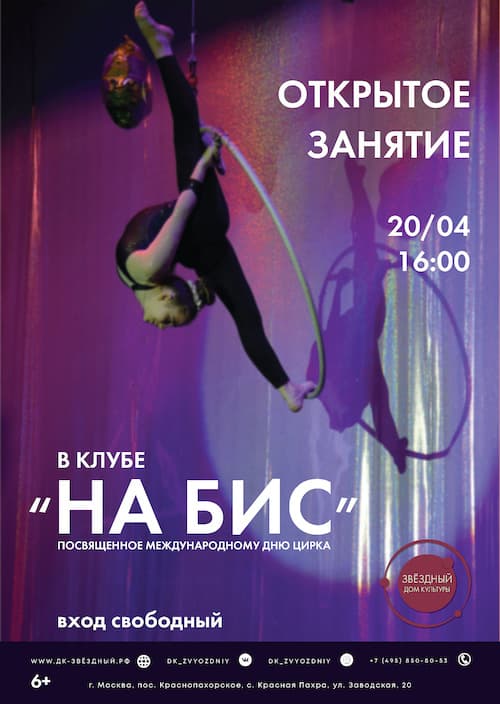 ОТКРЫТОЕ
ЗАНЯТИЕ
20/04
16:00
В КЛУБЕ
“НА БИС”
ПОСВЯЩЕННОЕ МЕЖДУНАРОДНОМУ ДНЮ ЦИРКА
ЗВЁЗДНЫЙ
ДОМ КУЛЬТУРЫ
вход свободный
WWW.ДК-ЗВЁЗДНЫЙ.РФ DK_ZVYOZDNIY DK_ZVYOZDNIY +7 (495) 850-80-53
6+ г. Москва, пос. Краснопахорское, с. Красная Пахра, ул. Заводская, 20